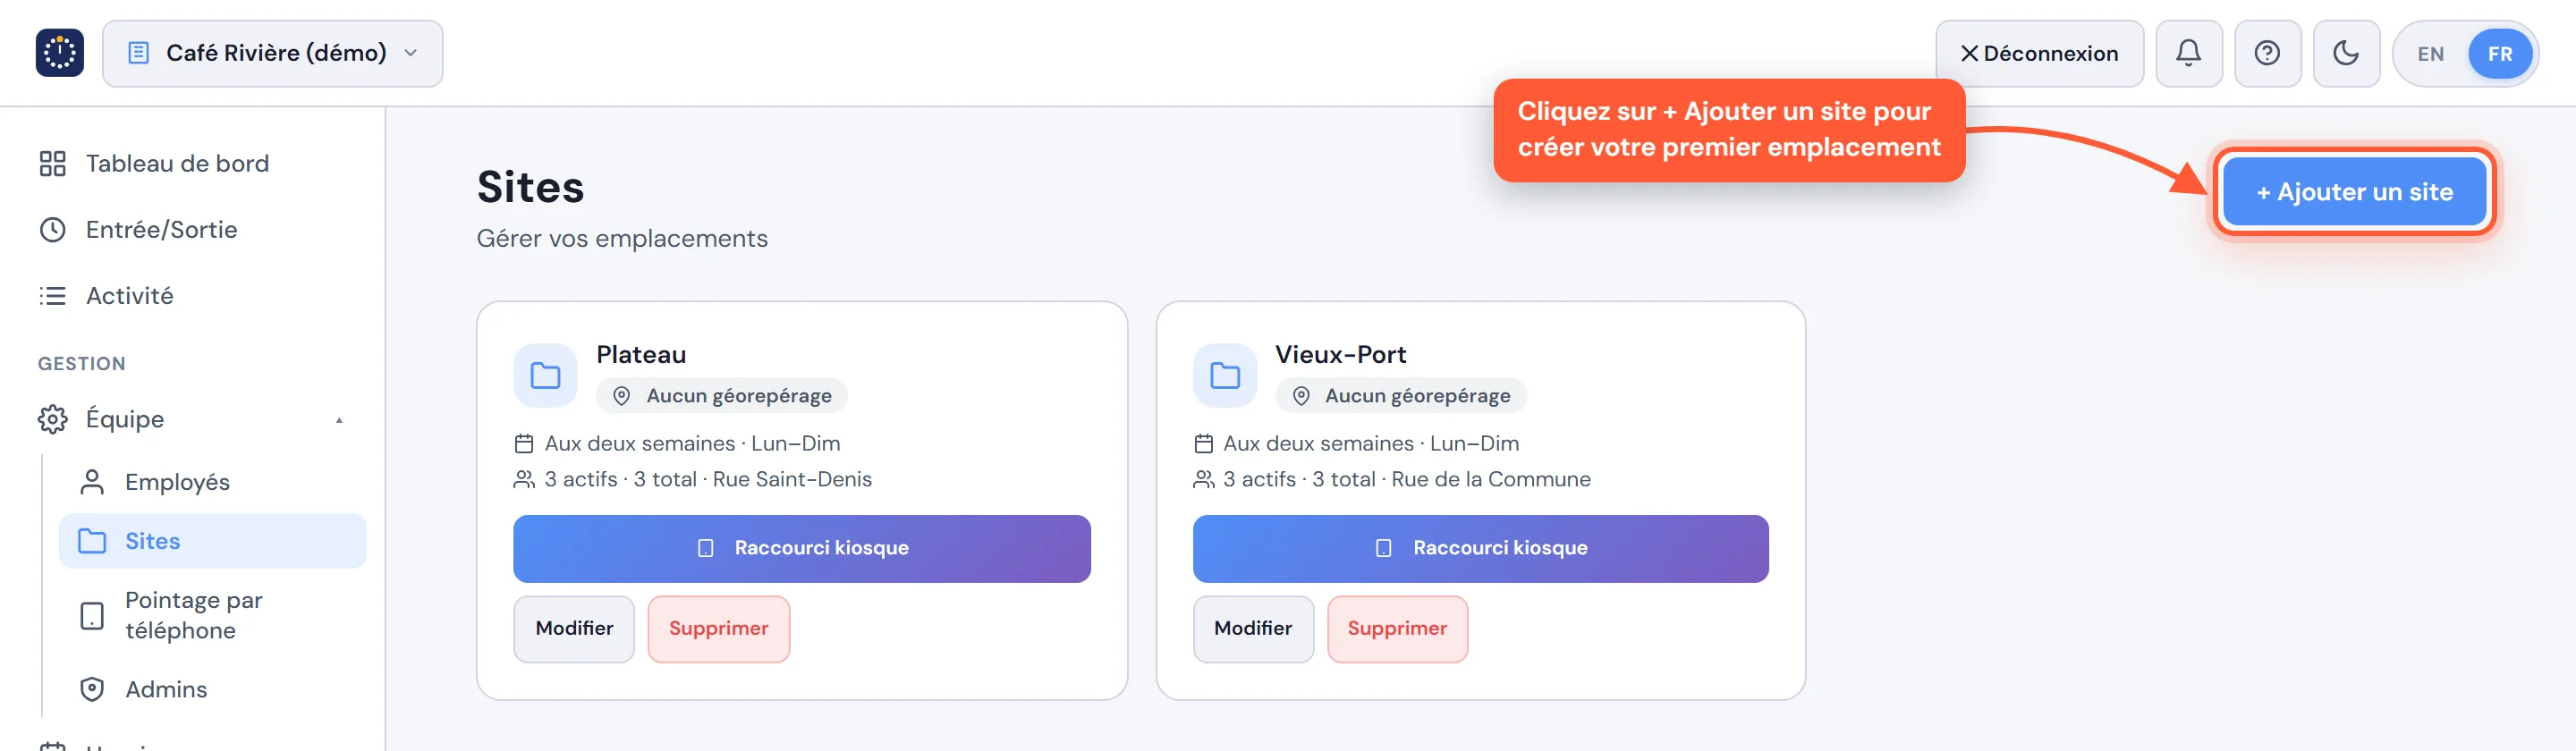 Café Rivière (démo)
Déconnexion
EN
FR
Cliquez sur + Ajouter un site pour
créer votre premier emplacement
+ Ajouter un site
Tableau de bord
Entrée/Sortie
Activité
GESTION
Équipe
Employés
Sites
Pointage par
téléphone
Admins
Sites
Gérer vos emplacements
Plateau
Aucun géorepérage
Aux deux semaines · Lun–Dim
3 actifs · 3 total · Rue Saint-Denis
Raccourci kiosque
Modifier
Supprimer
Vieux-Port
Aucun géorepérage
Aux deux semaines · Lun–Dim
3 actifs · 3 total · Rue de la Commune
Raccourci kiosque
Modifier
Supprimer